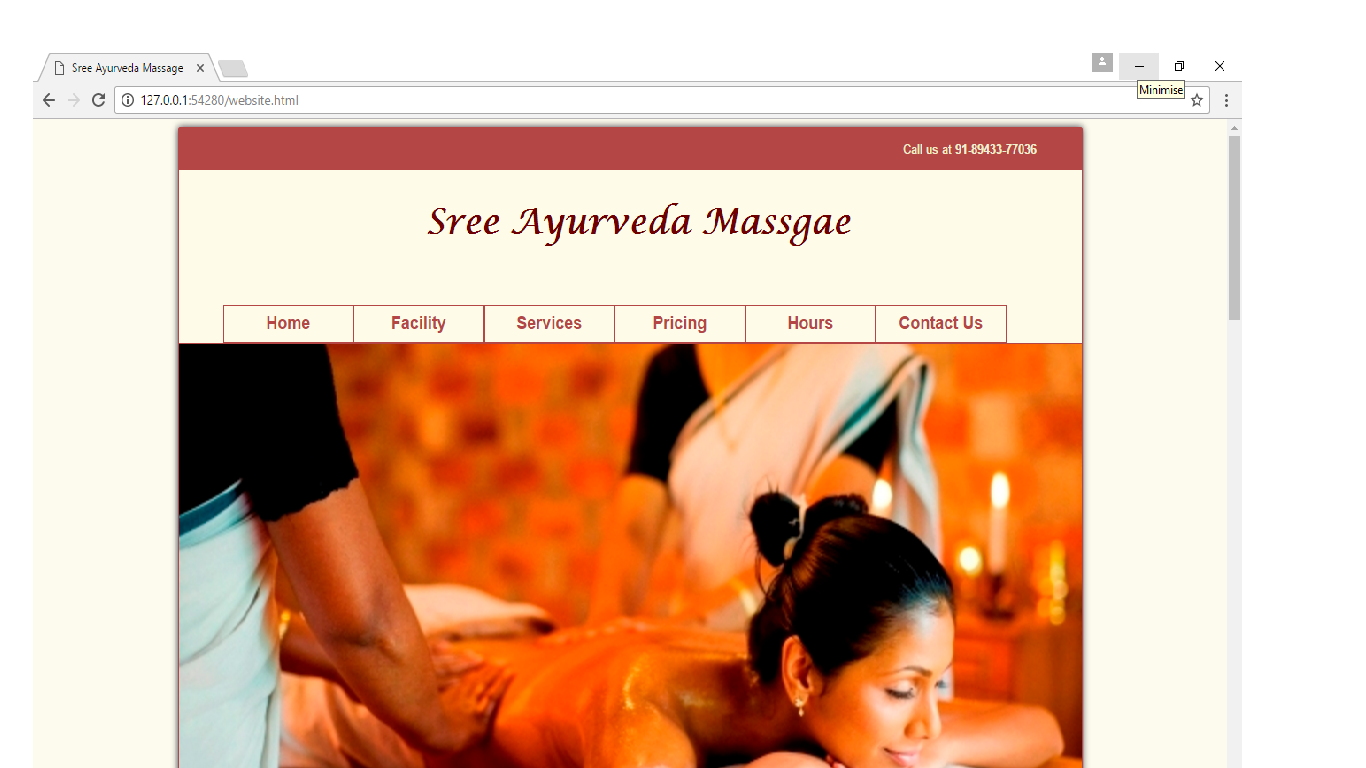 Sree Ayurveda Massage
127.0.0.1:54280/website.html
Minimise
Call us at 91-89433-77036
Sree Ayurveda Massgae
Home Facility Services Pricing Hours Contact Us